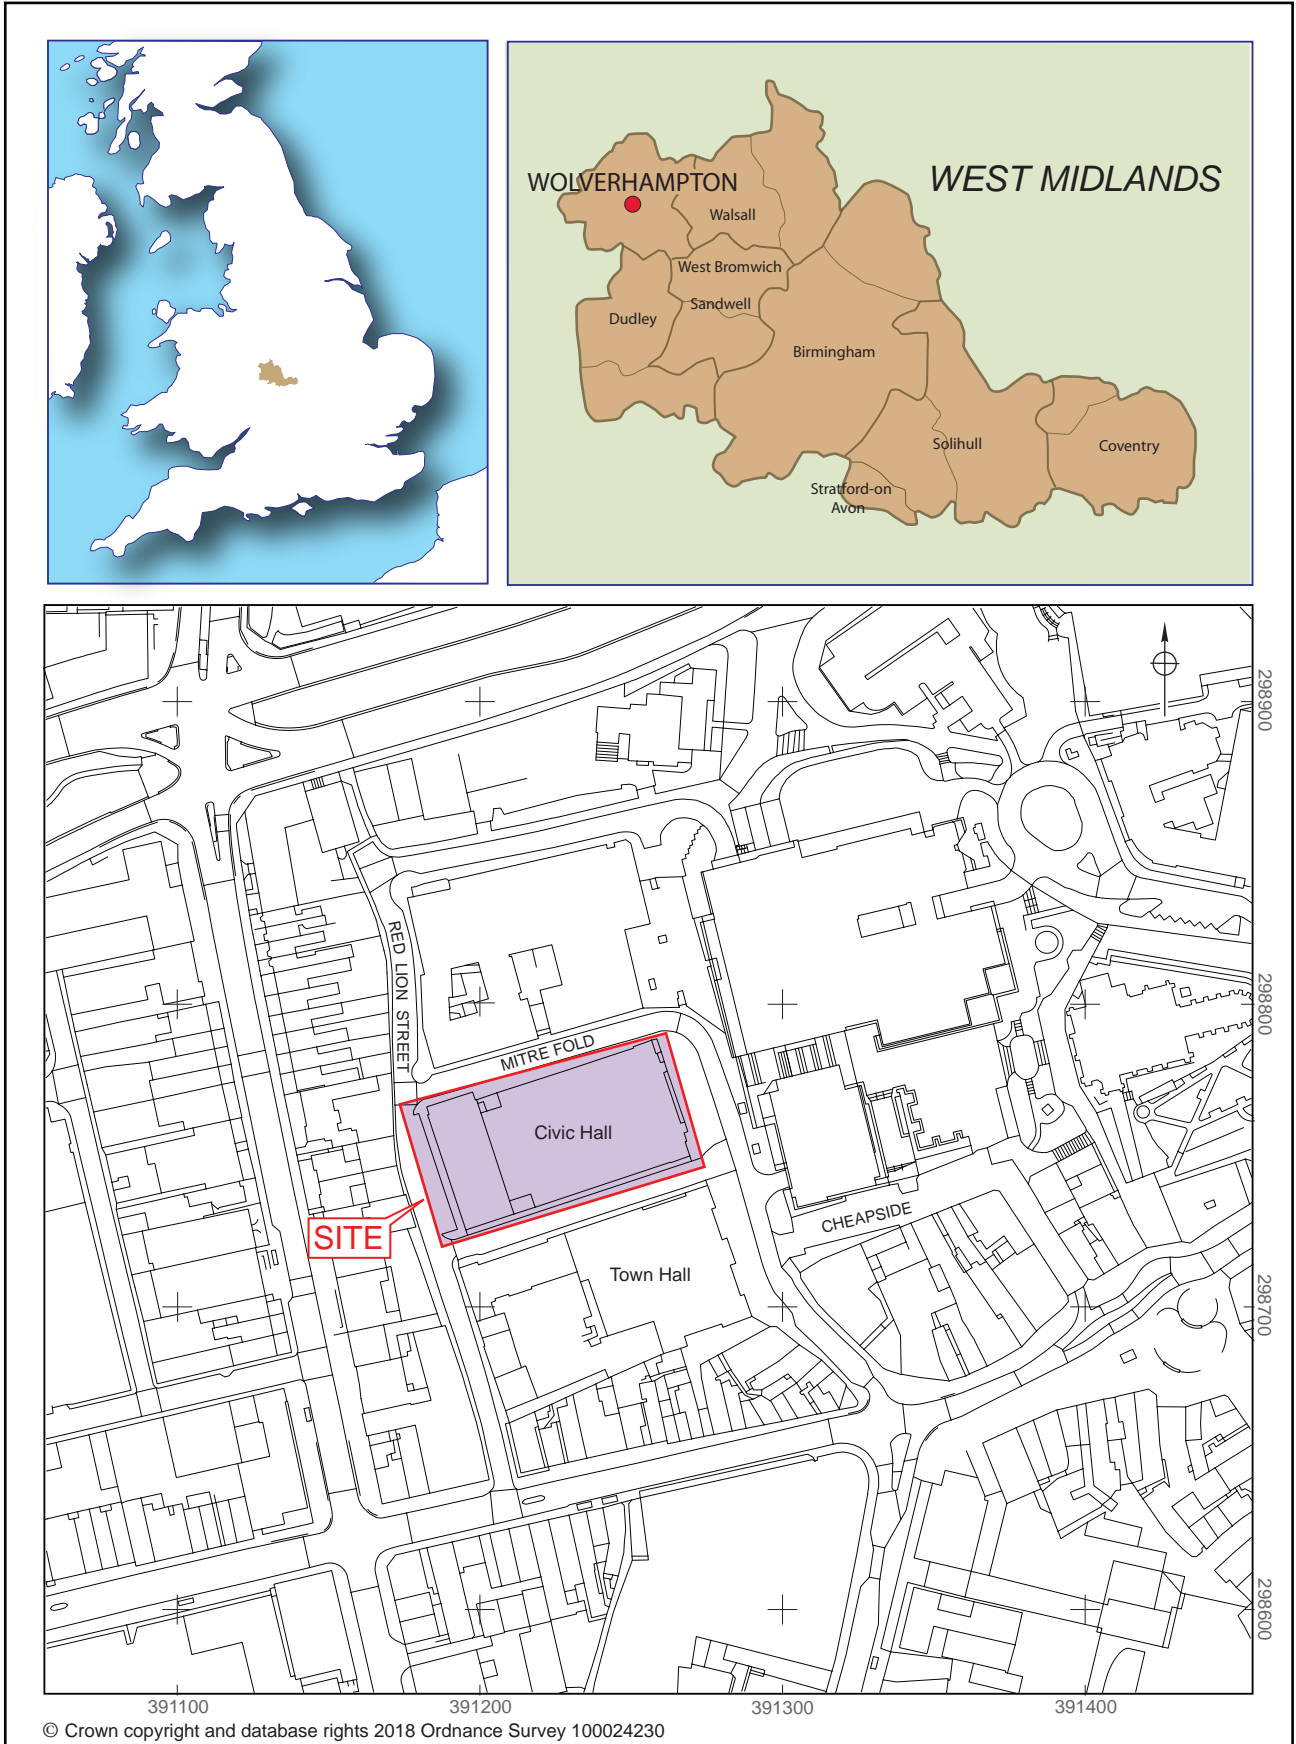 WEST MIDLANDS
WOLVERHAMPTON
Walsall
West Bromwich
Sandwell
Dudley
Birmingham
Solihull
Coventry
Stratford-on
Avon
298900
RED LION STREET
298800
MITRE FOLD
Civic Hall
CHEAPSIDE
SITE
Town Hall
298700
298600
391100
391200
391300
391400
© Crown copyright and database rights 2018 Ordnance Survey 100024230